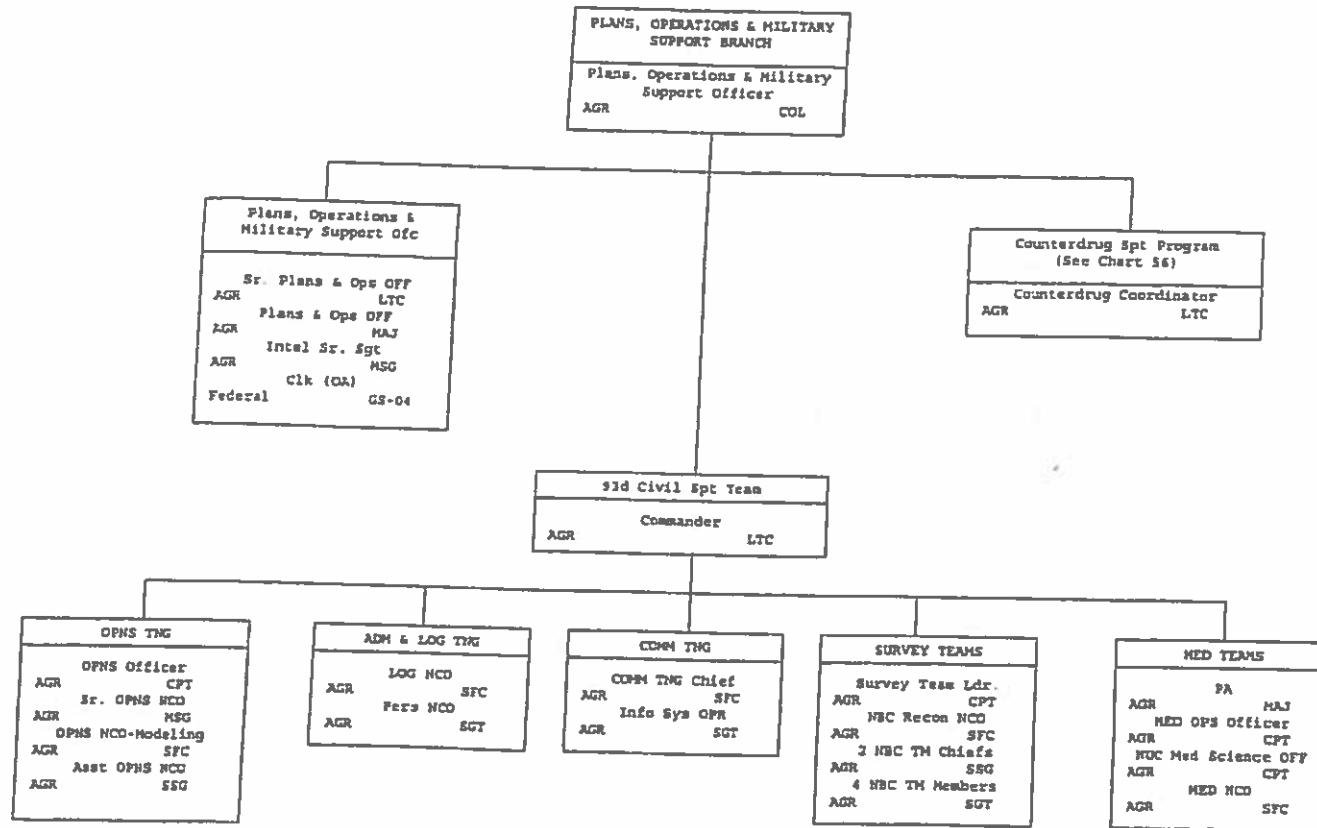 PLANS, OPERATIONS & MILITARY
SUPPORT BRANCH
Plans, Operations & Military
Support Officer
AGR COL
Plans, Operations &
Military Support Ofc
Sr. Plans & Ops OFF
AGR LTC
Plans & Ops OFF
AGR MAJ
Intel Sr. Sgt
AGR MSG
Clk (OA)
Federal GS-04
Counterdrug Spt Program
(See Chart 56)
Counterdrug Coordinator
AGR LTC
93d Civil Spt Team
Commander
AGR LTC
OPNS TNG
OPNS Officer
AGR CPT
Sr. OPNS NCO
AGR MSG
OPNS NCO-Modeling
AGR SFC
Asst OPNS NCO
AGR SSG
ADM & LOG TNG
LOG NCO
AGR SFC
Pers NCO
AGR SGT
COMM TNG
COMM TNG Chief
AGR SFC
Info Sys OPR
AGR SGT
SURVEY TEAMS
Survey Team Ldr.
AGR CPT
NBC Recon NCO
AGR SFC
2 NBC TM Chiefs
AGR SSG
4 NBC TM Members
AGR SGT
MED TEAMS
PA
AGR MAJ
MED OPS Officer
AGR CPT
Med Science OFF
AGR CPT
MED NCO
AGR SFC